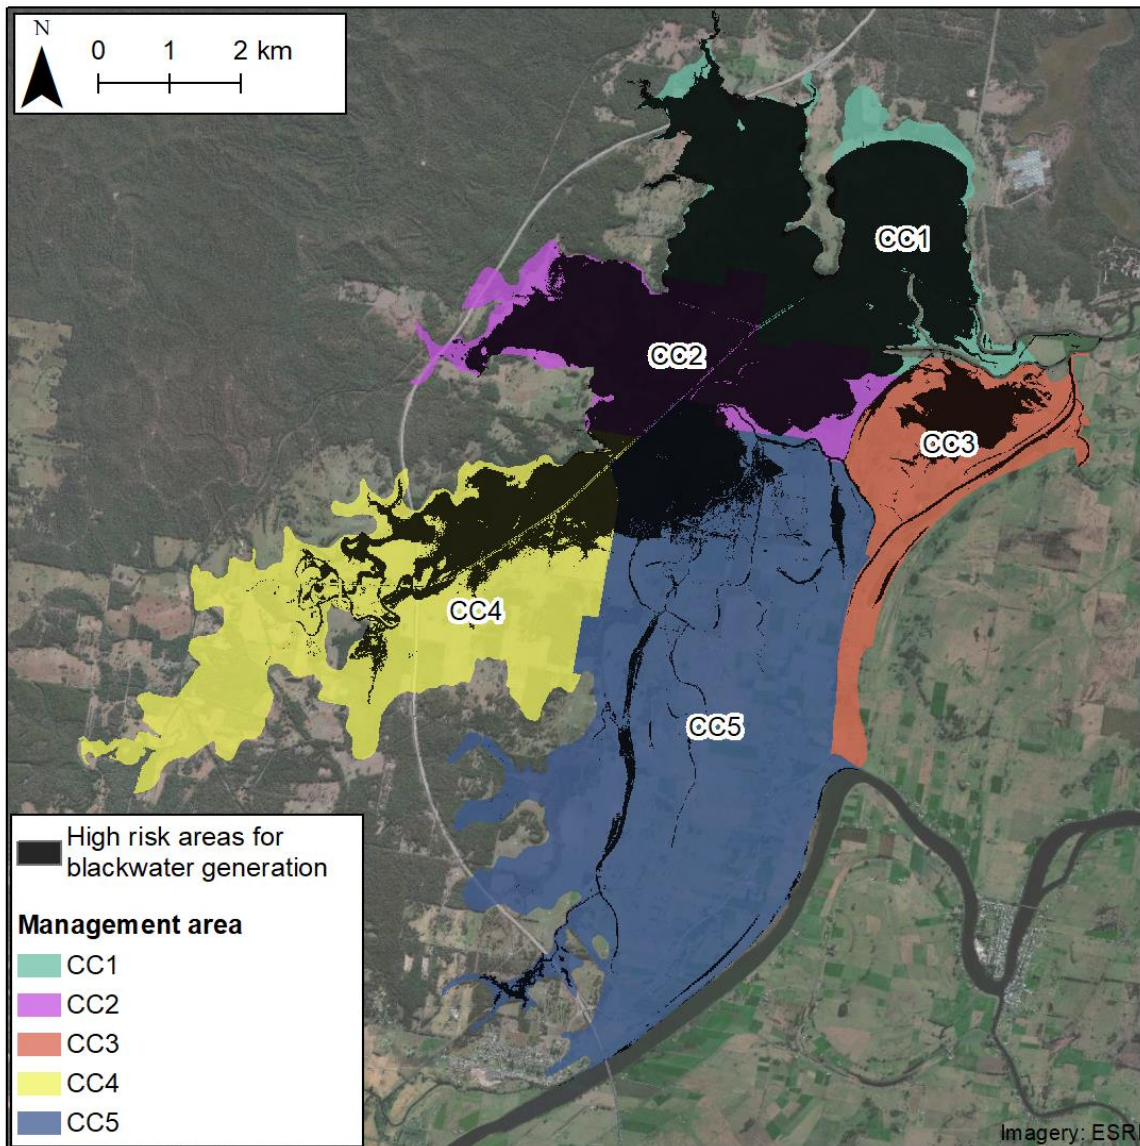 N
0 1 2 km
CC1
CC2
CC3
CC4
CC5
High risk areas for
blackwater generation
Management area
CC1
CC2
CC3
CC4
CC5
Imagery: ESR